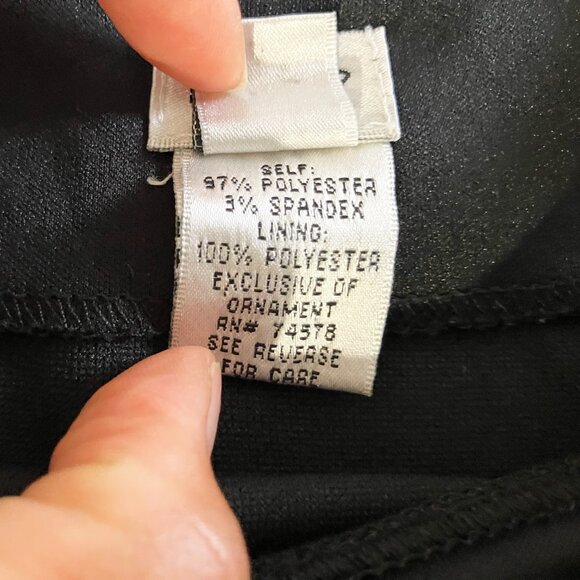 SELF:
97% POLYESTER
3% SPANDEX
LINING:
100% POLYESTER
EXCLUSIVE OF
ORNAMENT
RN# 74578
SEE REVERSE
FOR CARE